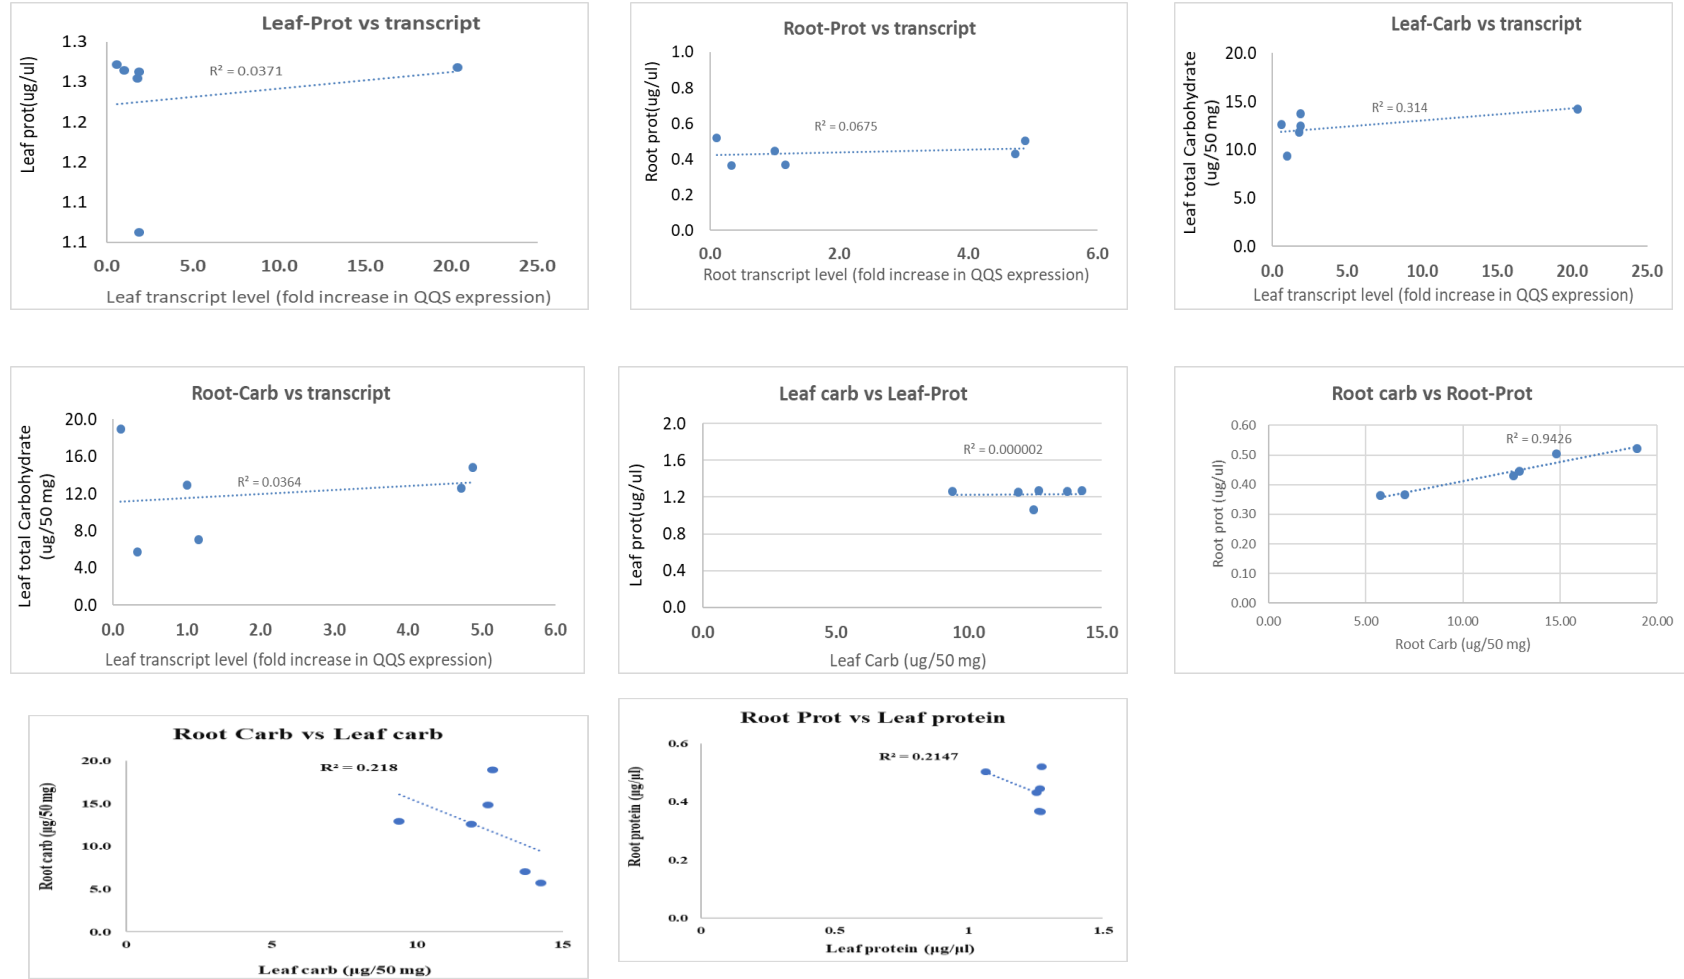 Leaf-Prot vs transcript
1.3
1.3
1.2
1.2
1.1
1.1
R² = 0.0371
0.0 5.0 10.0 15.0 20.0 25.0
Leaf prot(ug/ul)
Leaf transcript level (fold increase in QQS expression)
Root-Prot vs transcript
1.0
0.8
0.6
0.4
0.2
0.0
R² = 0.0675
0.0 2.0 4.0 6.0
Root prot(ug/ul)
Root transcript level (fold increase in QQS expression)
Leaf-Carb vs transcript
20.0
15.0
10.0
5.0
0.0
R² = 0.314
0.0 5.0 10.0 15.0 20.0 25.0
Leaf total Carbohydrate
(ug/50 mg)
Leaf transcript level (fold increase in QQS expression)
Root-Carb vs transcript
20.0
16.0
12.0
8.0
4.0
0.0
R² = 0.0364
0.0 1.0 2.0 3.0 4.0 5.0 6.0
Leaf total Carbohydrate
(ug/50 mg)
Leaf transcript level (fold increase in QQS expression)
Leaf carb vs Leaf-Prot
2.0
1.6
1.2
0.8
0.4
0.0
R² = 0.000002
0.0 5.0 10.0 15.0
Leaf prot(ug/ul)
Leaf Carb (ug/50 mg)
Root carb vs Root-Prot
0.60
0.50
0.40
0.30
0.20
0.10
0.00
R² = 0.9426
0.00 5.00 10.00 15.00 20.00
Root prot (ug/ul)
Root Carb (ug/50 mg)
Root Carb vs Leaf carb
20.0
15.0
10.0
5.0
0.0
R² = 0.218
0 5 10 15
Root carb (µg/50 mg)
Leaf carb (µg/50 mg)
Root Prot vs Leaf protein
0.6
0.4
0.2
0.0
R² = 0.2147
0 0.5 1 1.5
Root protein (µg/µl)
Leaf protein (µg/µl)